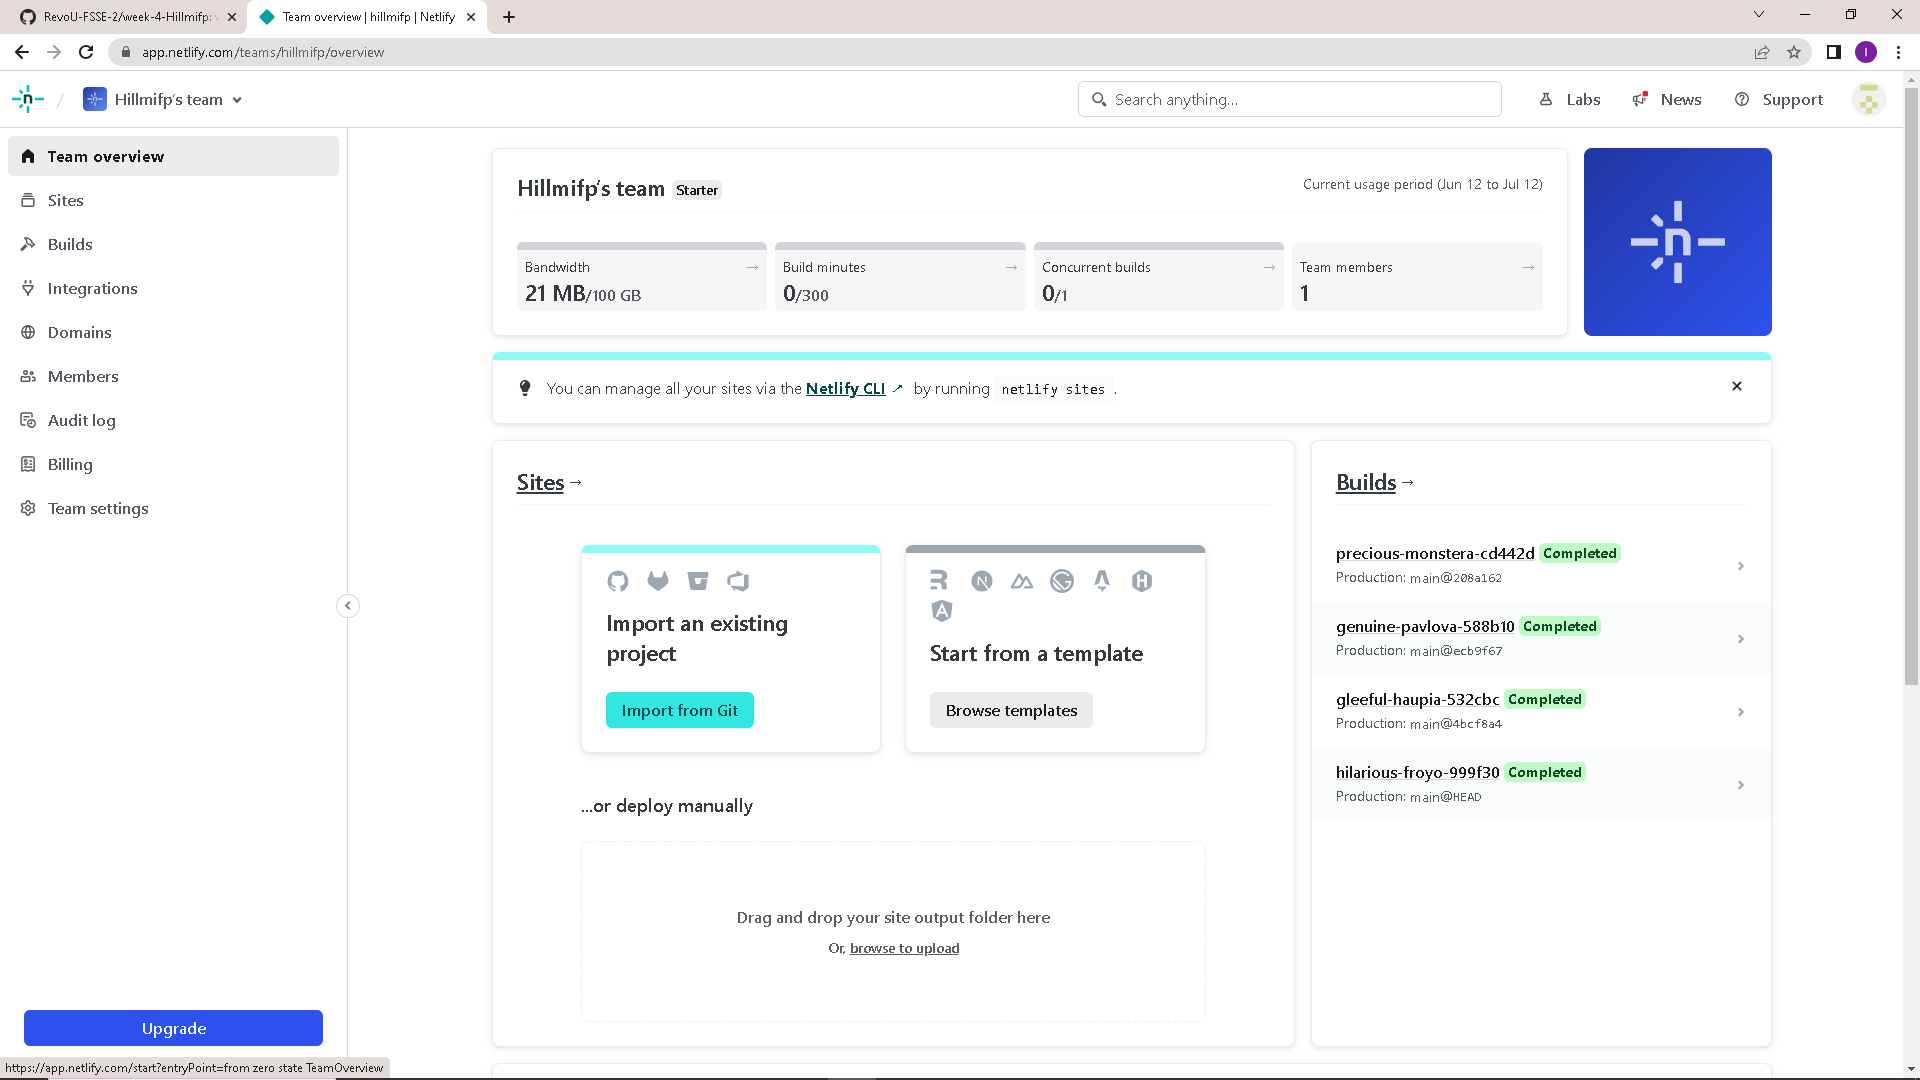 RevoU-FSSE-2/week-4-Hillmifp:
Team overview | hillmifp | Netlify
app.netlify.com/teams/hillmifp/overview
I
n
Hillmifp's team
Search anything...
Labs
News
Support
Team overview
Sites
Builds
Integrations
Domains
Members
Audit log
Billing
Team settings
Upgrade
Hillmifp's team Starter
Current usage period (Jun 12 to Jul 12)
Bandwidth →
21 MB/100 GB
Build minutes →
0/300
Concurrent builds →
0/1
Team members →
1
n
You can manage all your sites via the Netlify CLI ↗ by running netlify sites .
Sites →
Import an existing
project
Import from Git
Start from a template
Browse templates
...or deploy manually
Drag and drop your site output folder here
Or, browse to upload
Builds →
precious-monstera-cd442d Completed
Production: main@208a162
genuine-pavlova-588b10 Completed
Production: main@ecb9f67
gleeful-haupia-532cbc Completed
Production: main@4bcf8a4
hilarious-froyo-999f30 Completed
Production: main@HEAD
https://app.netlify.com/start?entryPoint=from zero state TeamOverview